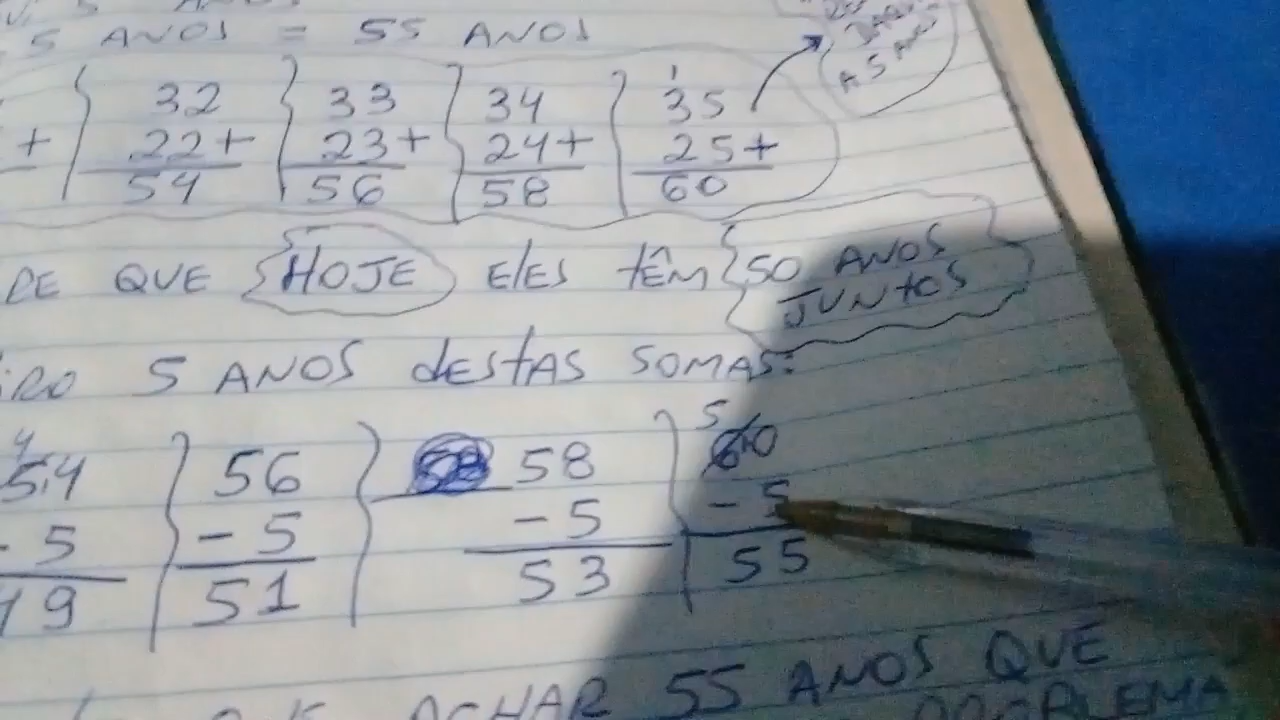 5 ANOS = 55 ANOS
A 5 ANOS
+ 32 22+ 54 33 23+ 56 34 24+ 58 1 35 25+ 60
DE QUE HOJE ElES têm 50 ANOS
JUNtOS
5 ANOS dEStAS SOMAS:
4 54 - 5 49 56 - 5 51 58 - 5 53 5 60 - 5 55
ACHAR 55 ANOS QUE
PROBLEMA